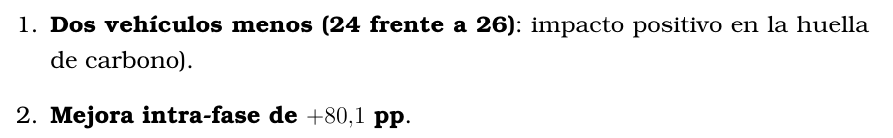 1. Dos vehículos menos (24 frente a 26): impacto positivo en la huella
de carbono).
2. Mejora intra-fase de +80,1 pp.